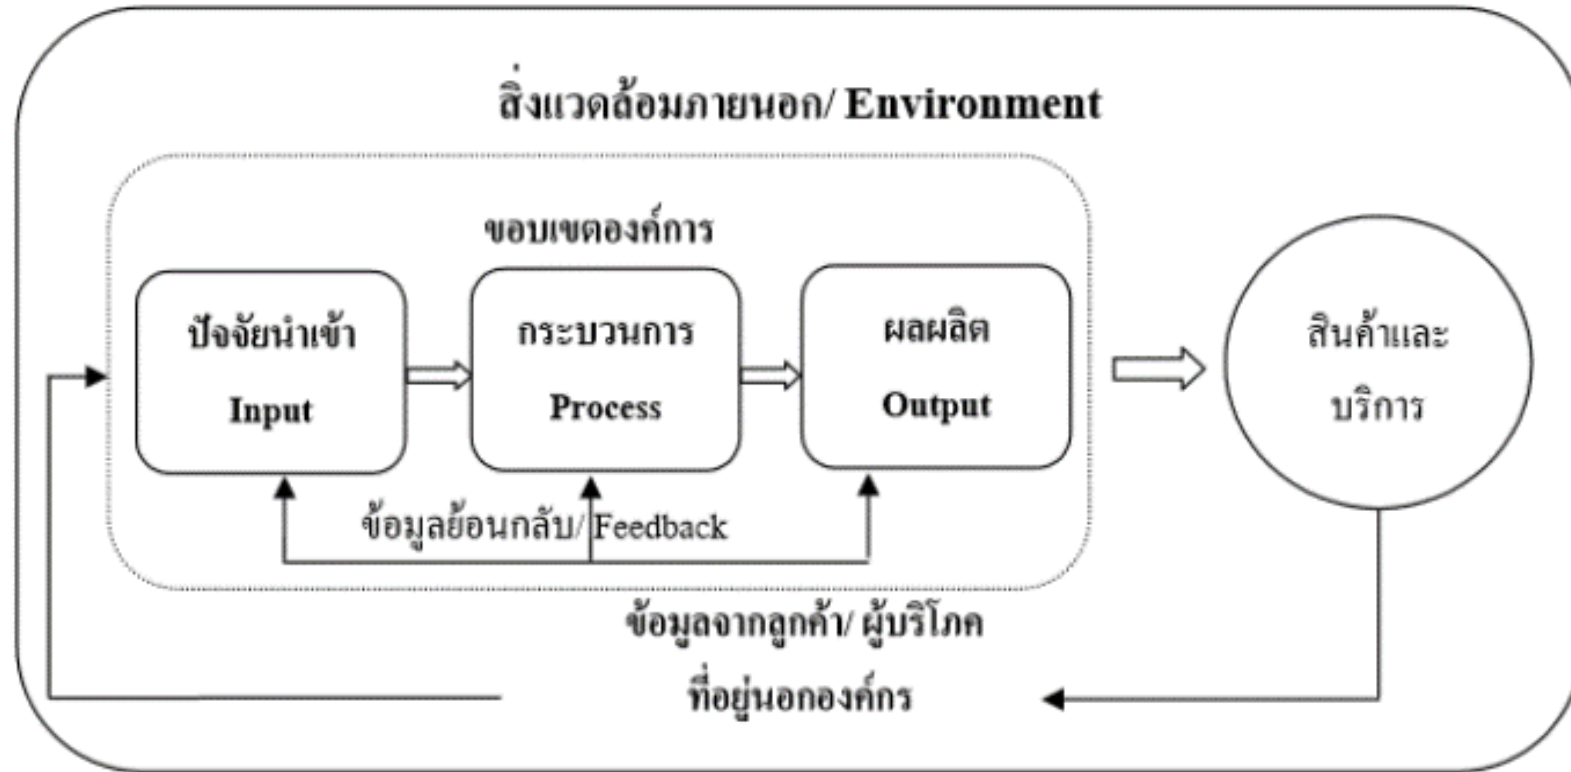 สิ่งแวดล้อมภายนอก/ Environment
ขอบเขตองค์การ
ปัจจัยนำเข้า
Input
กระบวนการ
Process
ผลผลิต
Output
สินค้าและ
บริการ
ข้อมูลย้อนกลับ/ Feedback
ข้อมูลจากลูกค้า/ ผู้บริโภค
ที่อยู่นอกองค์กร